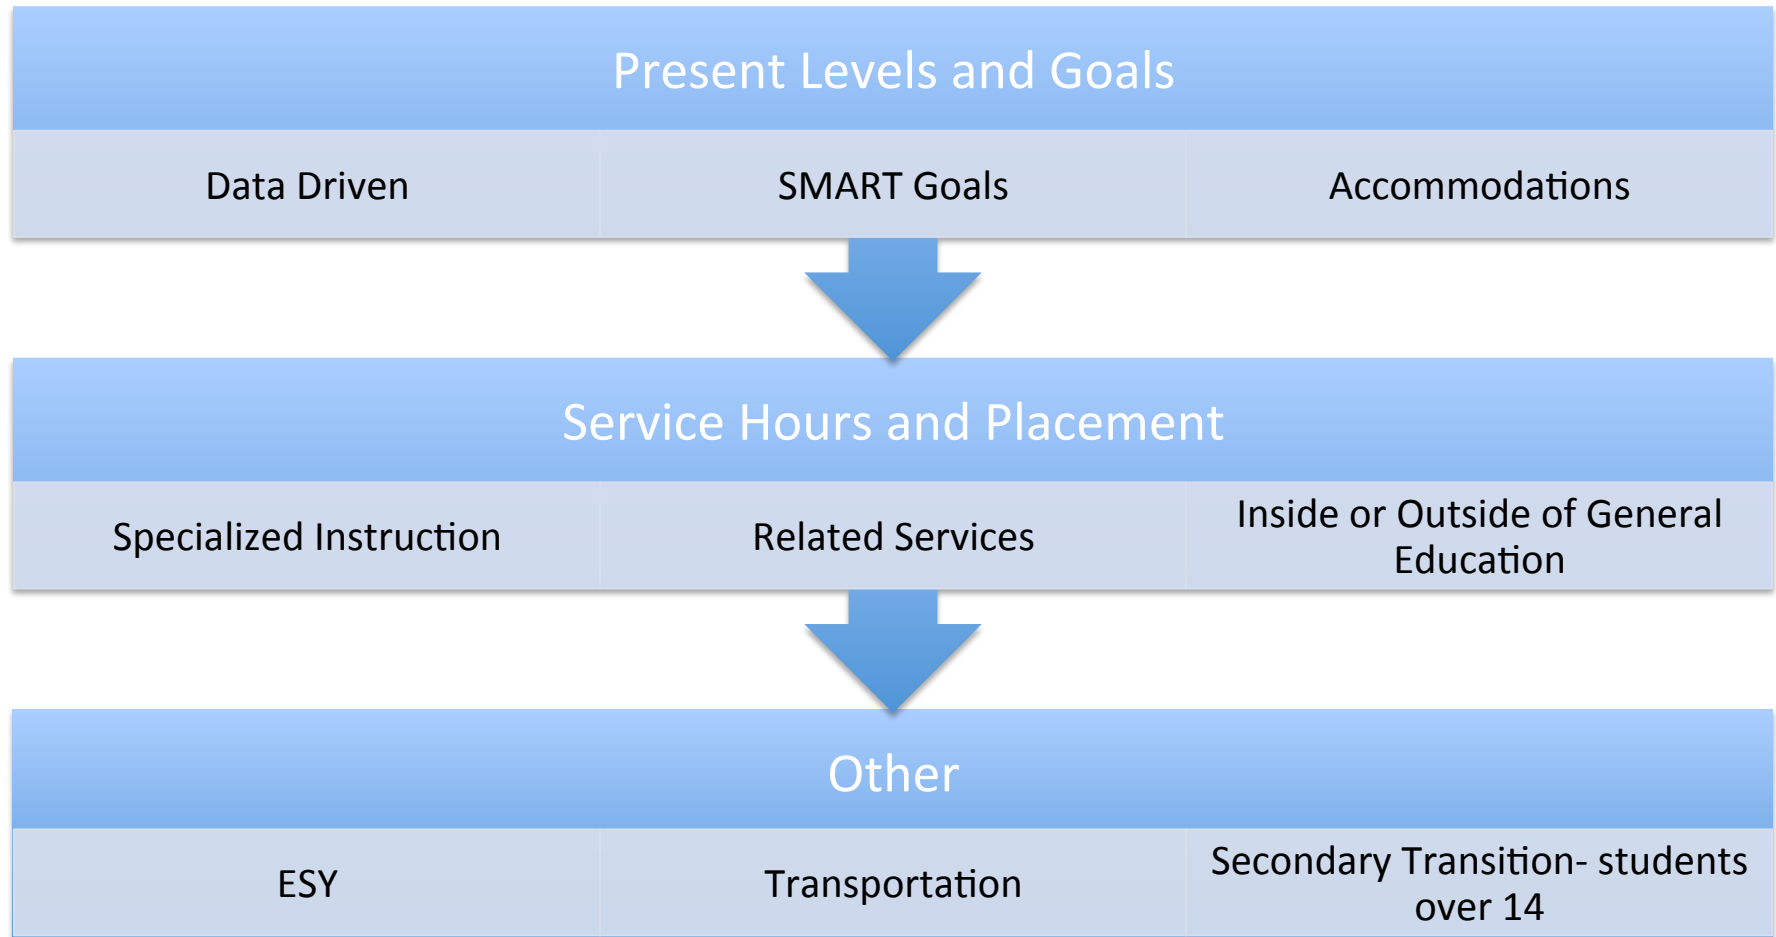 Present Levels and Goals
Data Driven
SMART Goals
Accommodations
Service Hours and Placement
Specialized Instruction
Related Services
Inside or Outside of General
Education
Other
ESY
Transportation
Secondary Transition- students
over 14